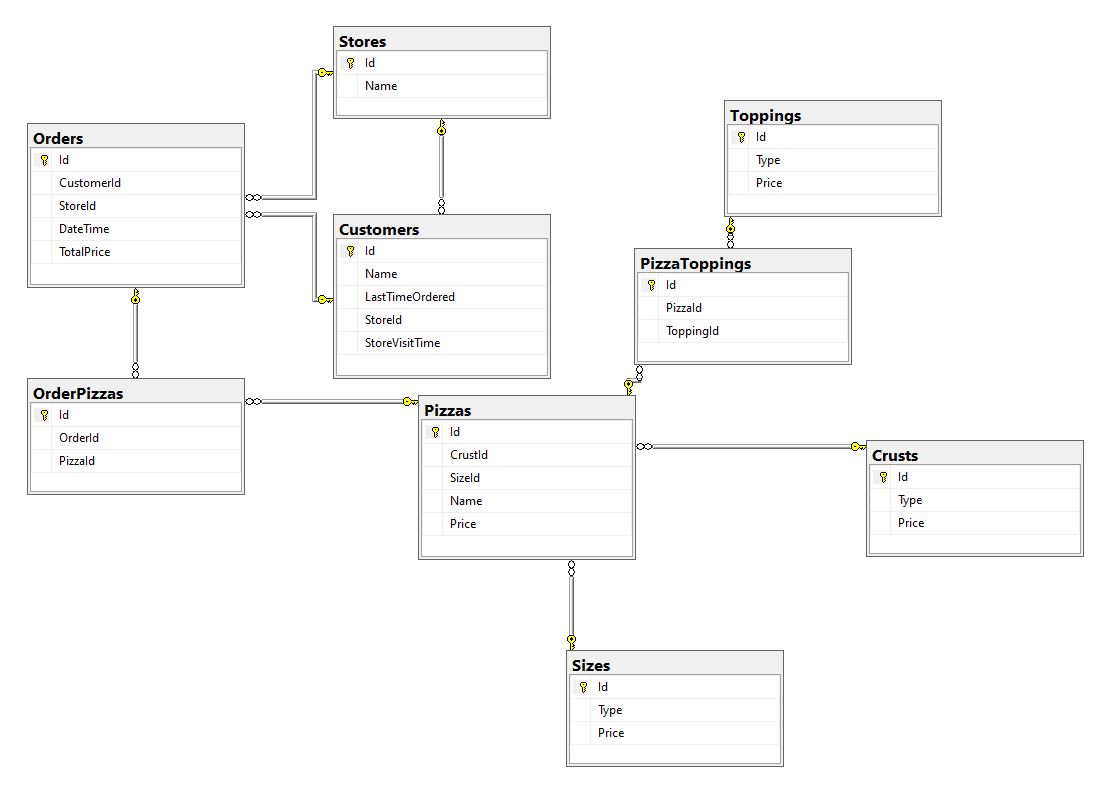 Stores
Id
Name
Orders
Id
CustomerId
StoreId
DateTime
TotalPrice
Customers
Id
Name
LastTimeOrdered
StoreId
StoreVisitTime
Toppings
Id
Type
Price
PizzaToppings
Id
PizzaId
ToppingId
OrderPizzas
Id
OrderId
PizzaId
Pizzas
Id
CrustId
SizeId
Name
Price
Crusts
Id
Type
Price
Sizes
Id
Type
Price